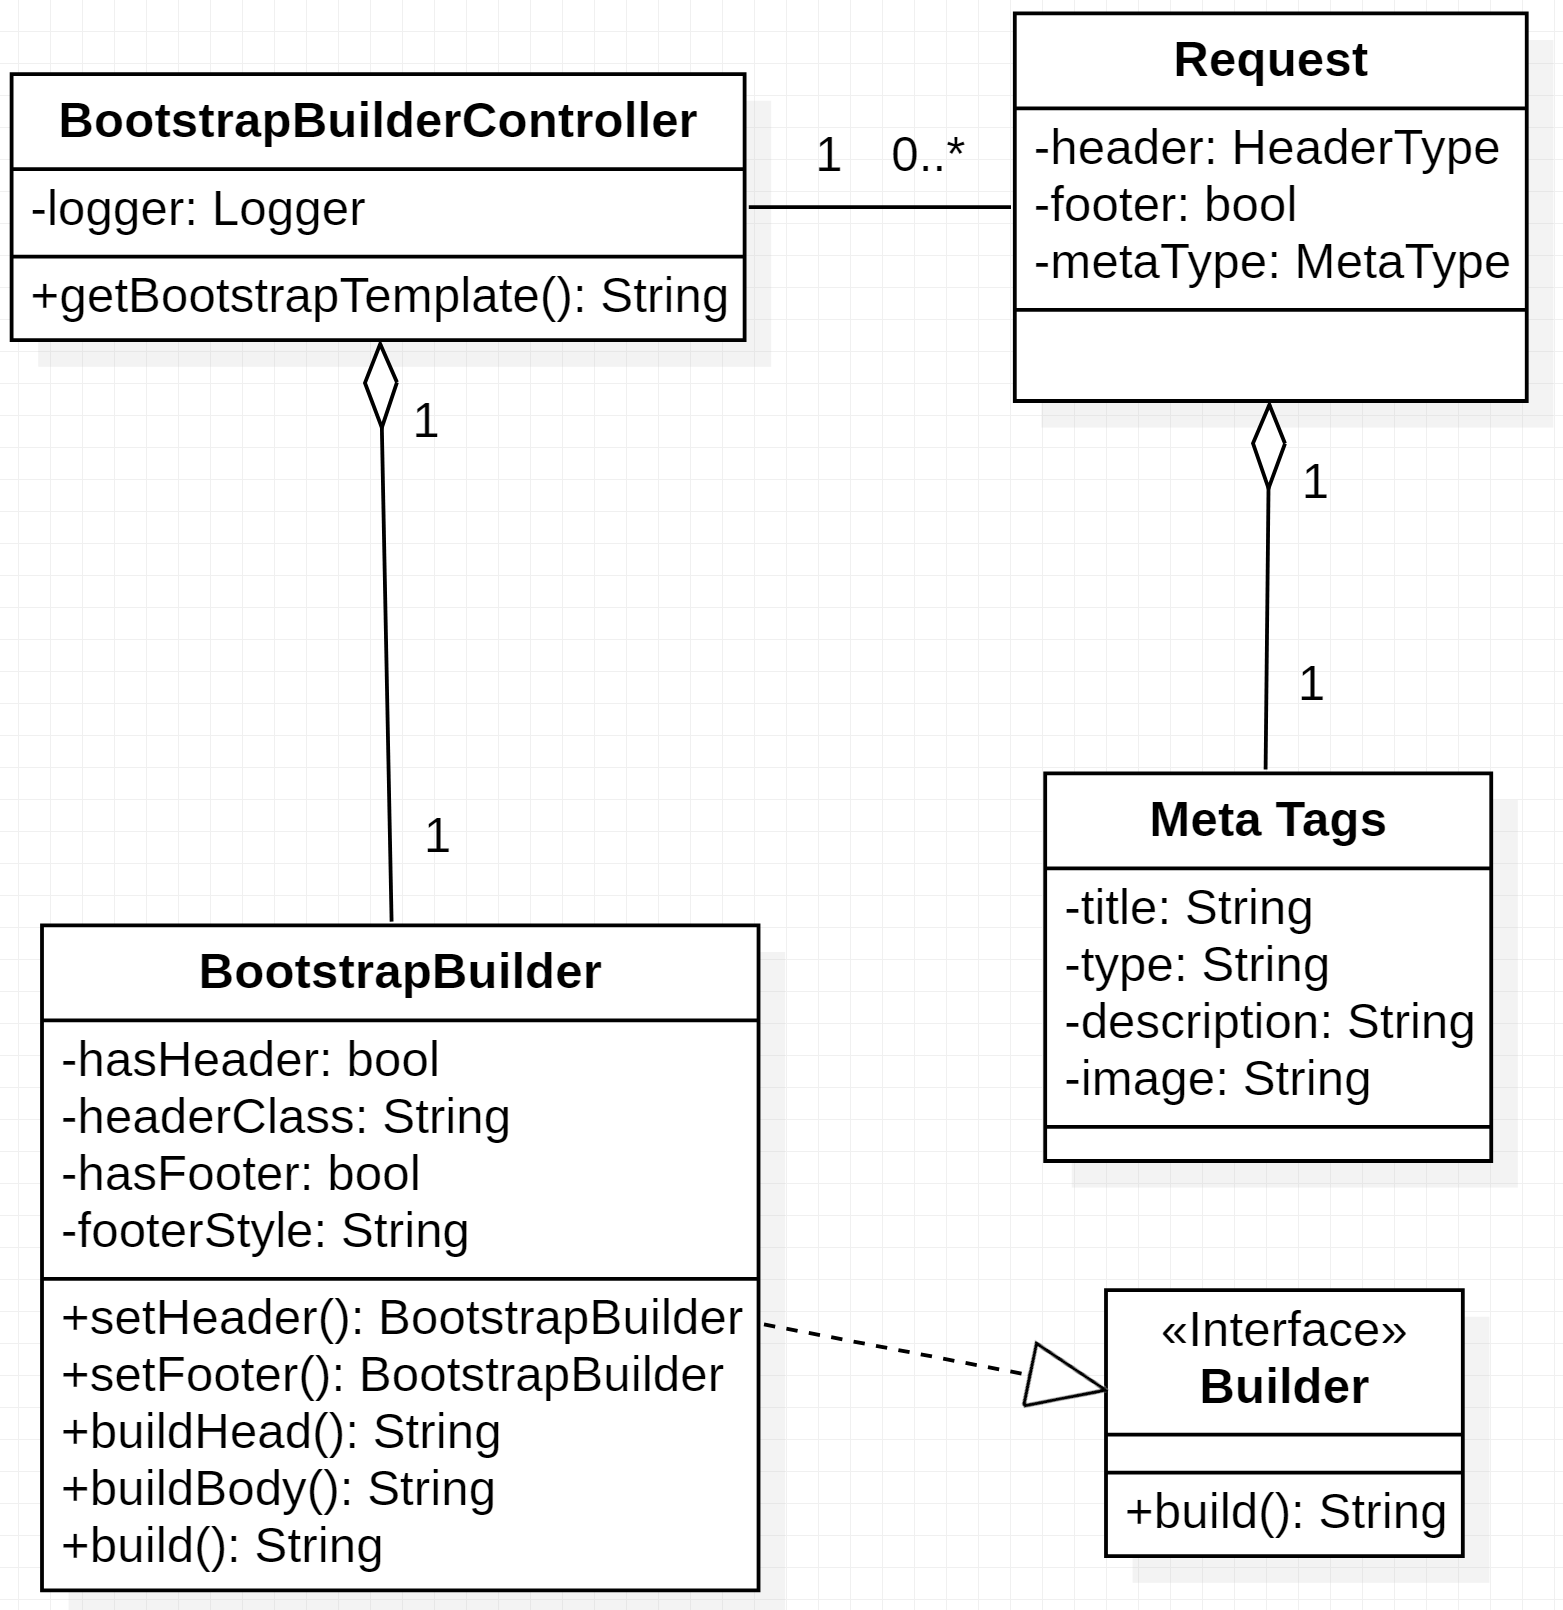 BootstrapBuilderController
-logger: Logger
+getBootstrapTemplate(): String
1 0..*
Request
-header: HeaderType
-footer: bool
-metaType: MetaType
1
1
1
1
Meta Tags
-title: String
-type: String
-description: String
-image: String
BootstrapBuilder
-hasHeader: bool
-headerClass: String
-hasFooter: bool
-footerStyle: String
+setHeader(): BootstrapBuilder
+setFooter(): BootstrapBuilder
+buildHead(): String
+buildBody(): String
+build(): String
«Interface»
Builder
+build(): String